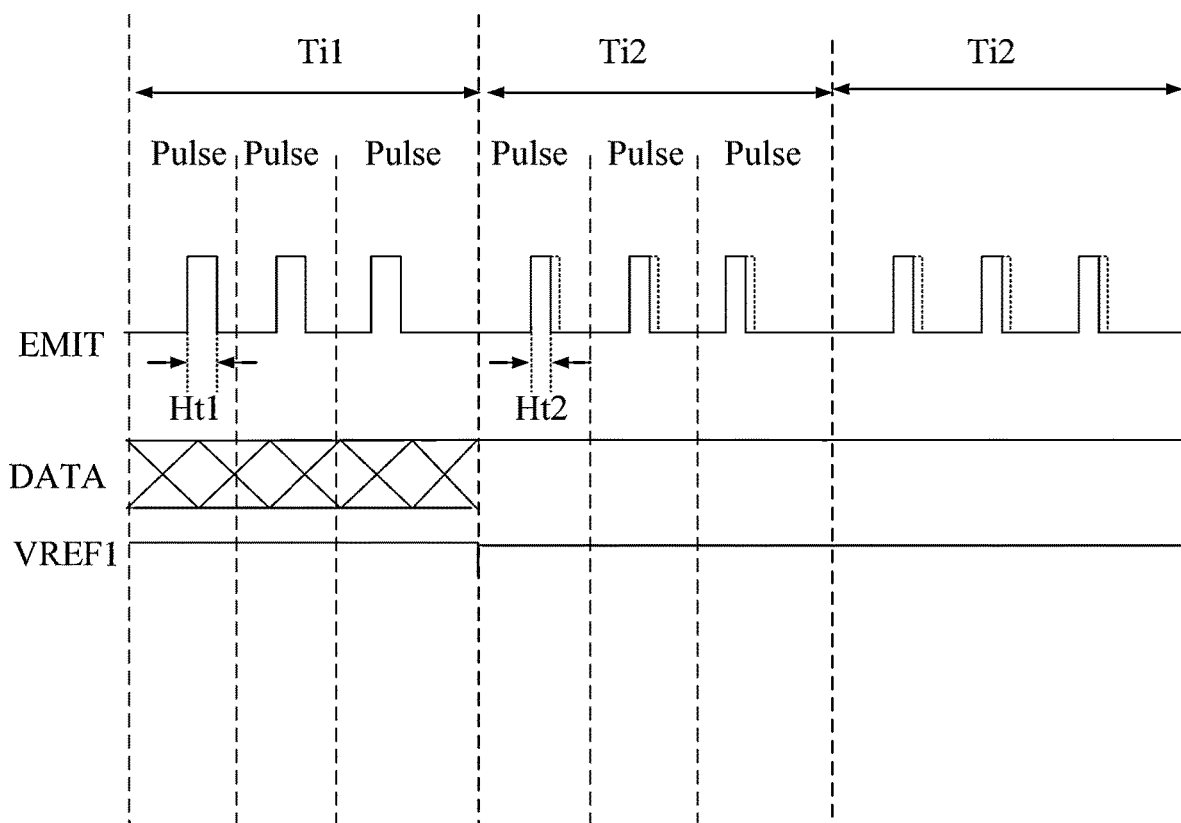 Ti1 Ti2 Ti2
Pulse Pulse Pulse Pulse Pulse Pulse
EMIT
Ht1 Ht2
DATA
VREF1